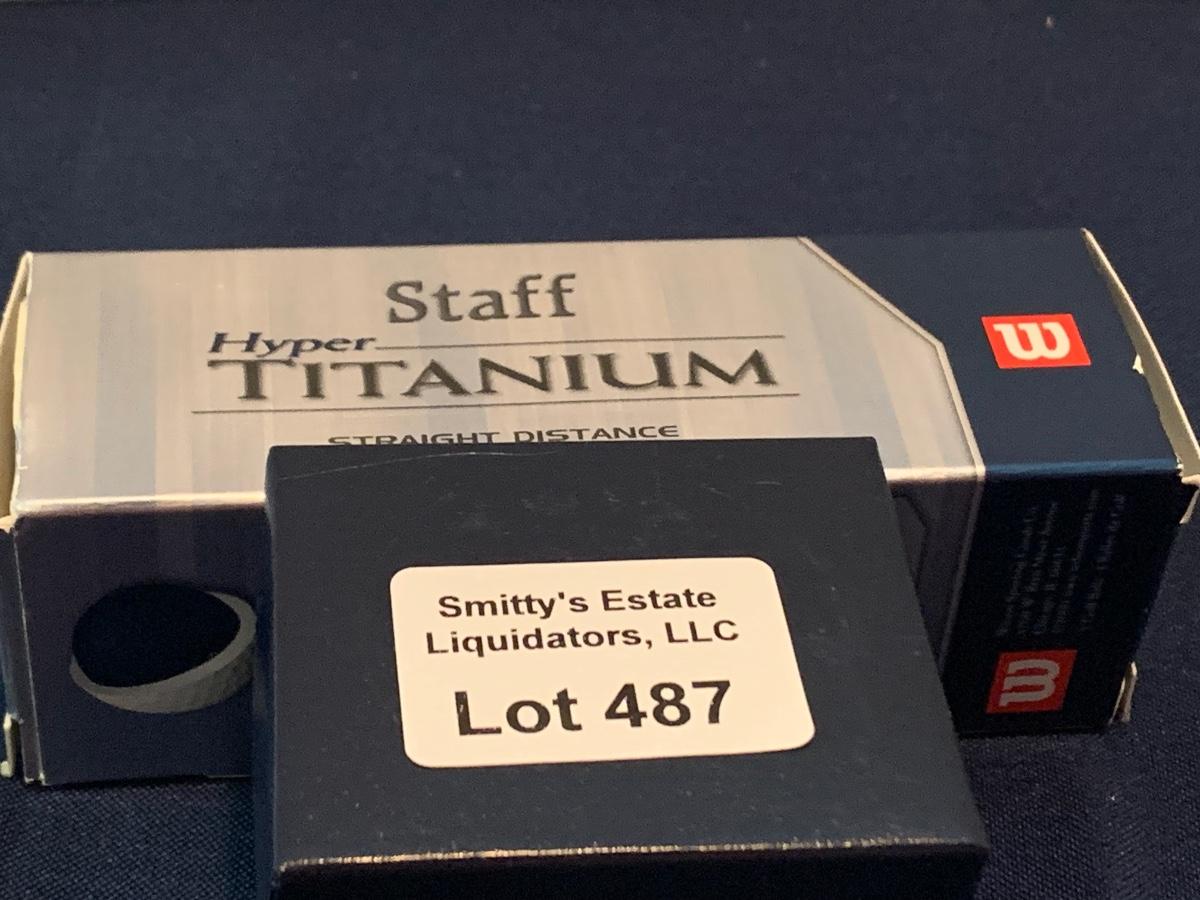 Staff
Hyper
TITANIUM
STRAIGHT DISTANCE
W
Smitty's Estate
Liquidators, LLC
Lot 487
W